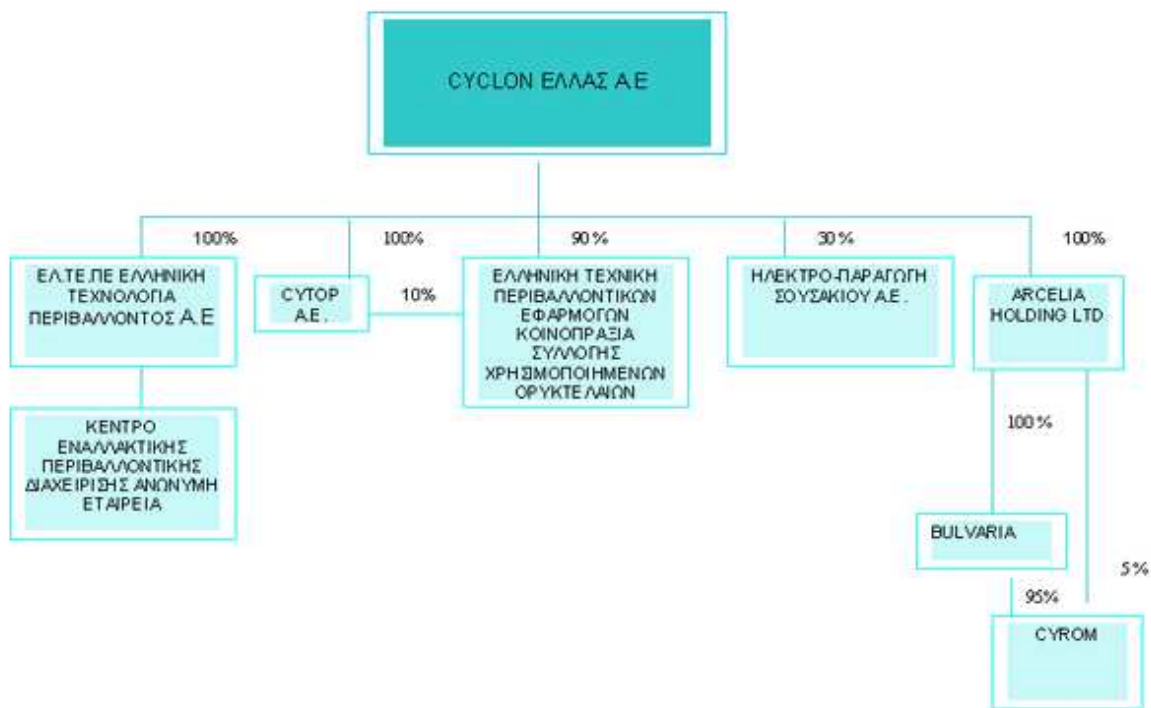 CYCLON ΕΛΛΑΣ Α.Ε
100%
100%
90%
30%
100%
ΕΛ.ΤΕ.ΠΕ ΕΛΛΗΝΙΚΗ
ΤΕΧΝΟΛΟΓΙΑ
ΠΕΡΙΒΑΛΛΟΝΤΟΣ Α.Ε
CYTOP
Α.Ε.
10%
ΕΛΛΗΝΙΚΗ ΤΕΧΝΙΚΗ
ΠΕΡΙΒΑΛΛΟΝΤΙΚΩΝ
ΕΦΑΡΜΟΓΩΝ
ΚΟΙΝΟΠΡΑΞΙΑ
ΣΥΛΛΟΓΗΣ
ΧΡΗΣΙΜΟΠΟΙΗΜΕΝΩΝ
ΟΡΥΚΤΕΛΑΙΩΝ
ΗΛΕΚΤΡΟ-ΠΑΡΑΓΩΓΗ
ΣΟΥΣΑΚΙΟΥ Α.Ε.
ARCELIA
HOLDING LTD
ΚΕΝΤΡΟ
ΕΝΑΛΛΑΚΤΙΚΗΣ
ΠΕΡΙΒΑΛΛΟΝΤΙΚΗΣ
ΔΙΑΧΕΙΡΙΣΗΣ ΑΝΩΝΥΜΗ
ΕΤΑΙΡΕΙΑ
100%
BULVARIA
5%
95%
CYROM